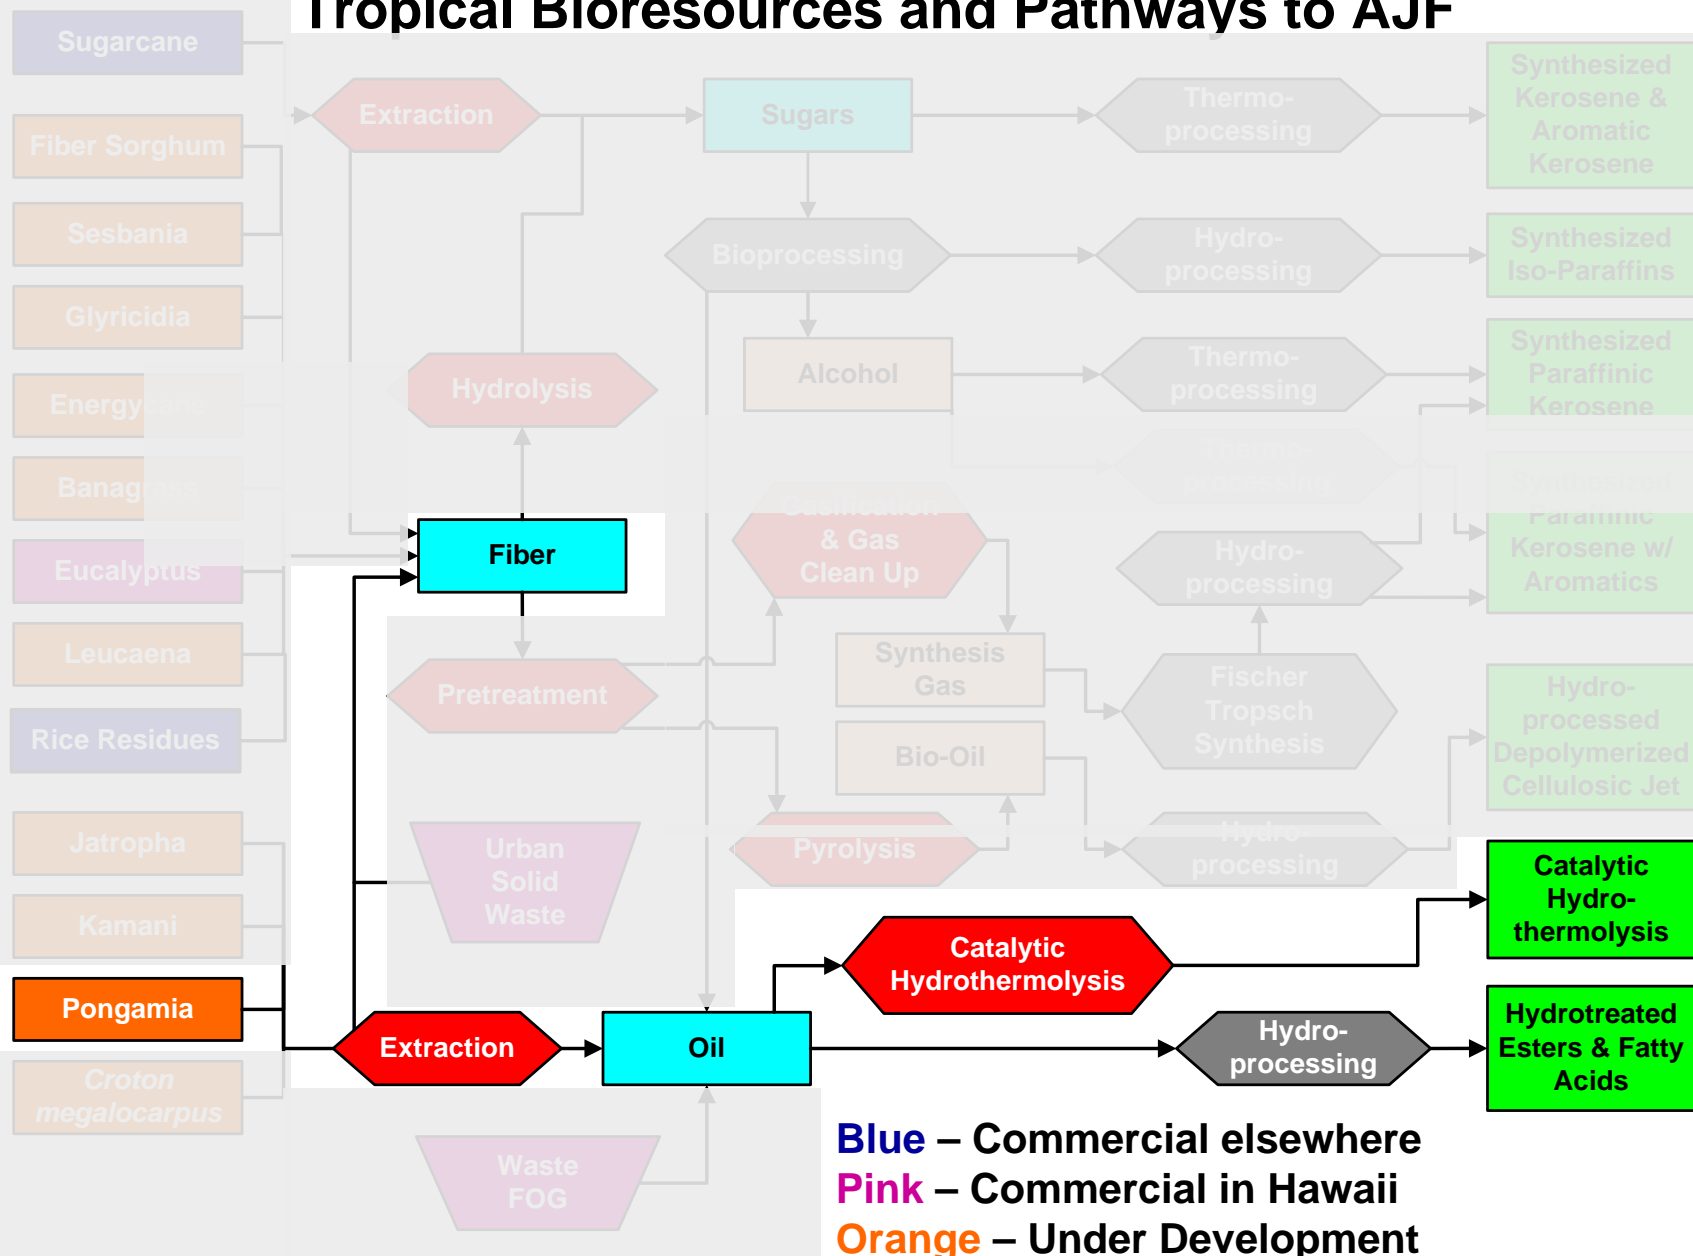 Tropical Bioresources and Pathways to AJF
Sugarcane
Fiber Sorghum
Sesbania
Glyricidia
Energycane
Banagrass
Eucalyptus
Leucaena
Rice Residues
Jatropha
Kamani
Pongamia
Croton
megalocarpus
Extraction
Hydrolysis
Fiber
Pretreatment
Urban
Solid
Waste
Extraction
Waste
FOG
Sugars
Bioprocessing
Alcohol
Gasification
& Gas
Clean Up
Synthesis
Gas
Bio-Oil
Pyrolysis
Oil
Thermo-
processing
Hydro-
processing
Thermo-
processing
Thermo-
processing
Hydro-
processing
Fischer
Tropsch
Synthesis
Hydro-
processing
Catalytic
Hydrothermolysis
Hydro-
processing
Synthesized
Kerosene &
Aromatic
Kerosene
Synthesized
Iso-Paraffins
Synthesized
Paraffinic
Kerosene
Synthesized
Paraffinic
Kerosene w/
Aromatics
Hydro-
processed
Depolymerized
Cellulosic Jet
Catalytic
Hydro-
thermolysis
Hydrotreated
Esters & Fatty
Acids
Blue – Commercial elsewhere
Pink – Commercial in Hawaii
Orange – Under Development